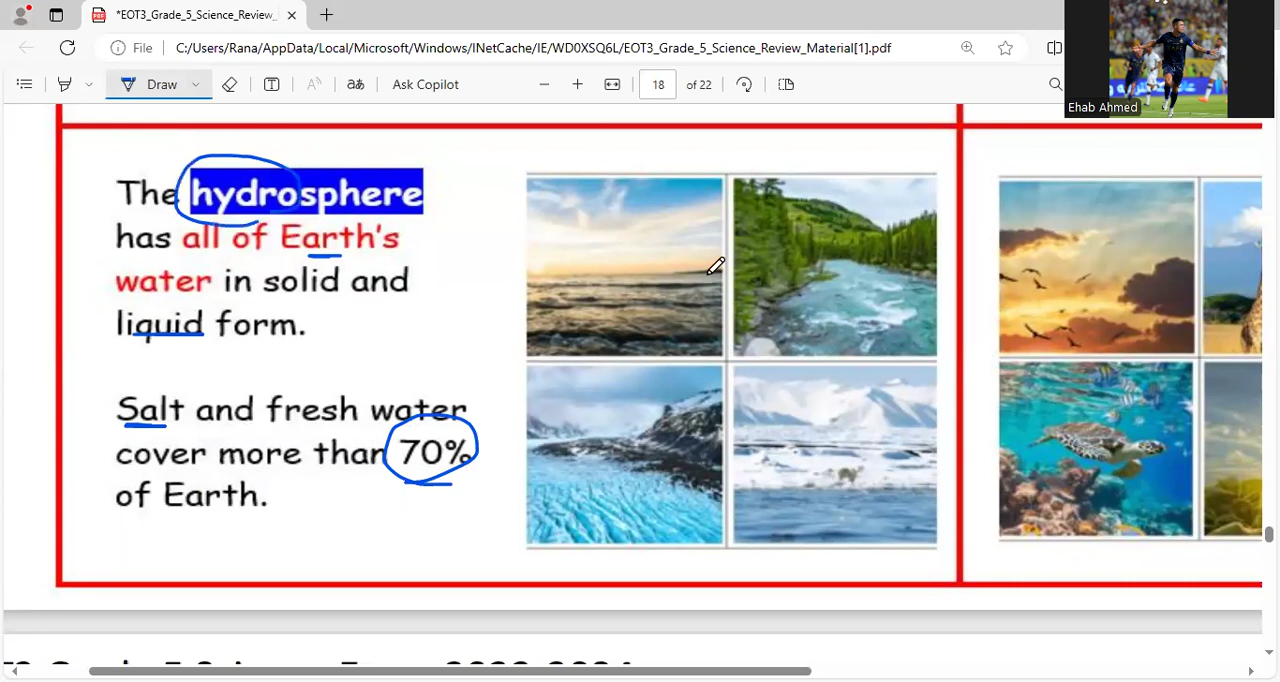 *EOT3_Grade_5_Science_Review_
File
C:/Users/Rana/AppData/Local/Microsoft/Windows/INetCache/IE/WD0XSQ6L/EOT3_Grade_5_Science_Review_Material[1].pdf
Draw
Ask Copilot
18 of 22
Ehab Ahmed
The hydrosphere
has all of Earth's
water in solid and
liquid form.
Salt and fresh water
cover more than 70%
of Earth.